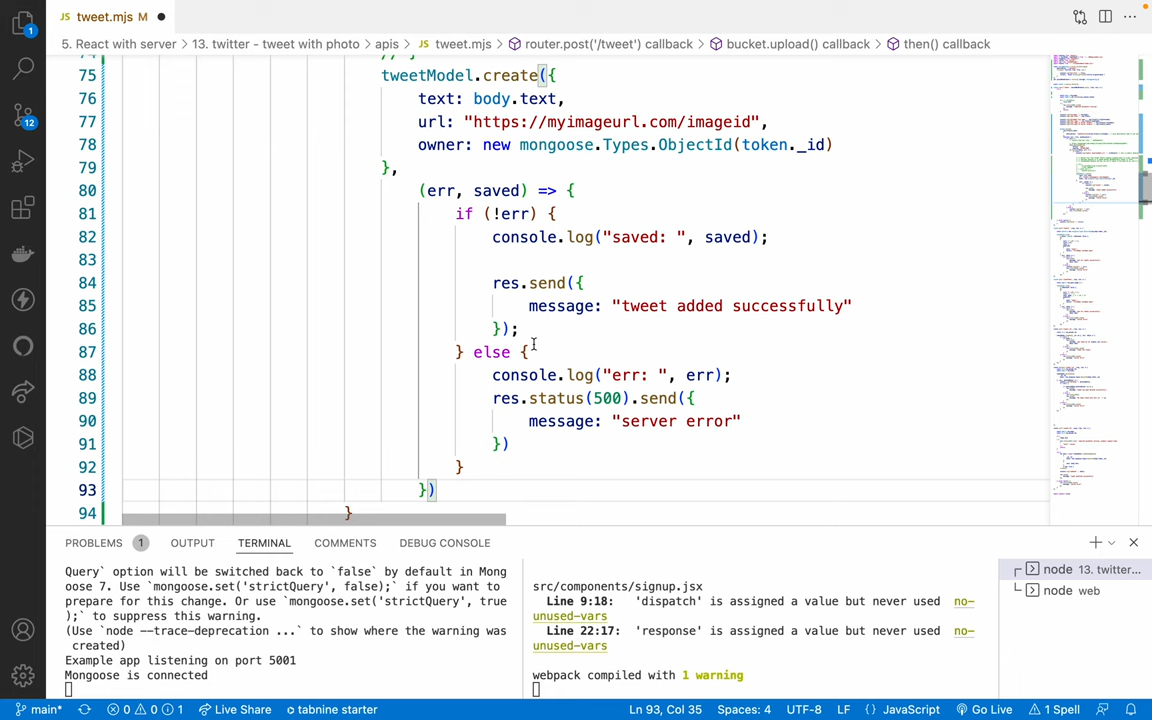 JS tweet.mjs M
5. React with server > 13. twitter - tweet with photo > apis > JS tweet.mjs > router.post('/tweet') callback > bucket.upload() callback > then() callback
75 tweetModel.create({
76 text: body.text,
77 url: "https://myimageurl.com/imageid",
78 owner: new mongoose.Types.ObjectId(token._id)
79 },
80 (err, saved) => {
81 if (!err) {
82 console.log("saved: ", saved);
83
84 res.send({
85 message: "tweet added successfully"
86 });
87 } else {
88 console.log("err: ", err);
89 res.status(500).send({
90 message: "server error"
91 })
92 }
93 })
94 }
1
12
PROBLEMS 1 OUTPUT TERMINAL COMMENTS DEBUG CONSOLE
Query` option will be switched back to `false` by default in Mong
oose 7. Use `mongoose.set('strictQuery', false);` if you want to
prepare for this change. Or use `mongoose.set('strictQuery', true
);` to suppress this warning.
(Use `node --trace-deprecation ...` to show where the warning was
created)
Example app listening on port 5001
Mongoose is connected
src/components/signup.jsx
Line 9:18: 'dispatch' is assigned a value but never used no-
unused-vars
Line 22:17: 'response' is assigned a value but never used no-
unused-vars
webpack compiled with 1 warning
node 13. twitter...
node web
main* 0 0 1 Live Share tabnine starter Ln 93, Col 35 Spaces: 4 UTF-8 LF {} JavaScript Go Live 1 Spell